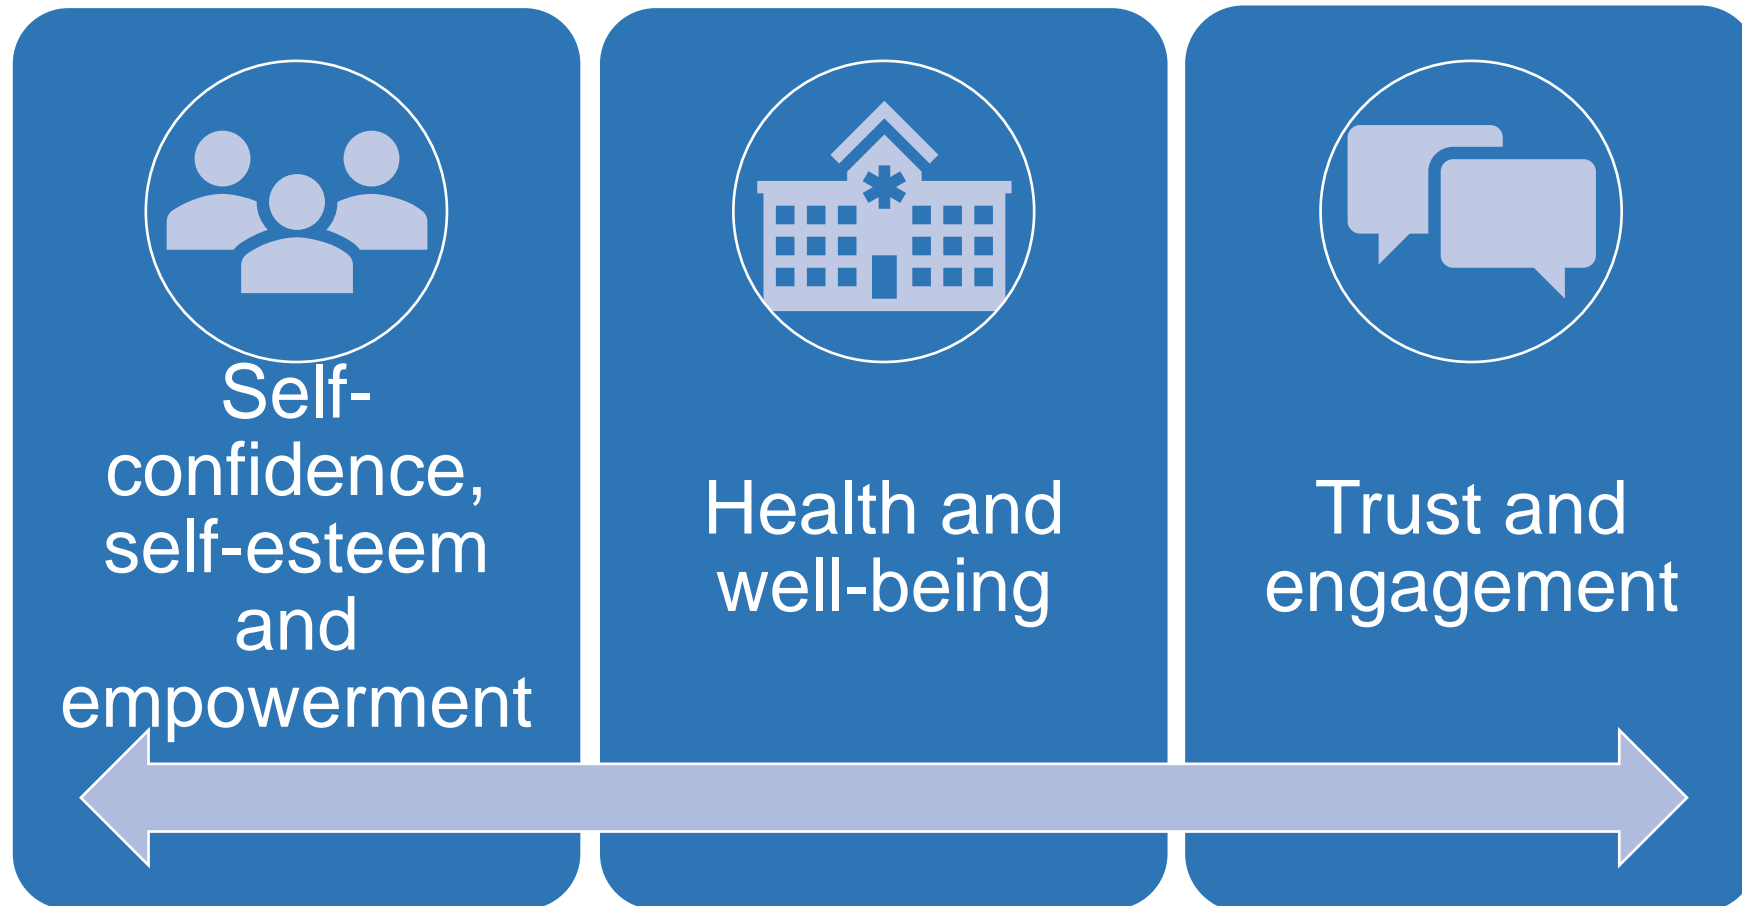 Self-
confidence,
self-esteem
and
empowerment
Health and
well-being
Trust and
engagement